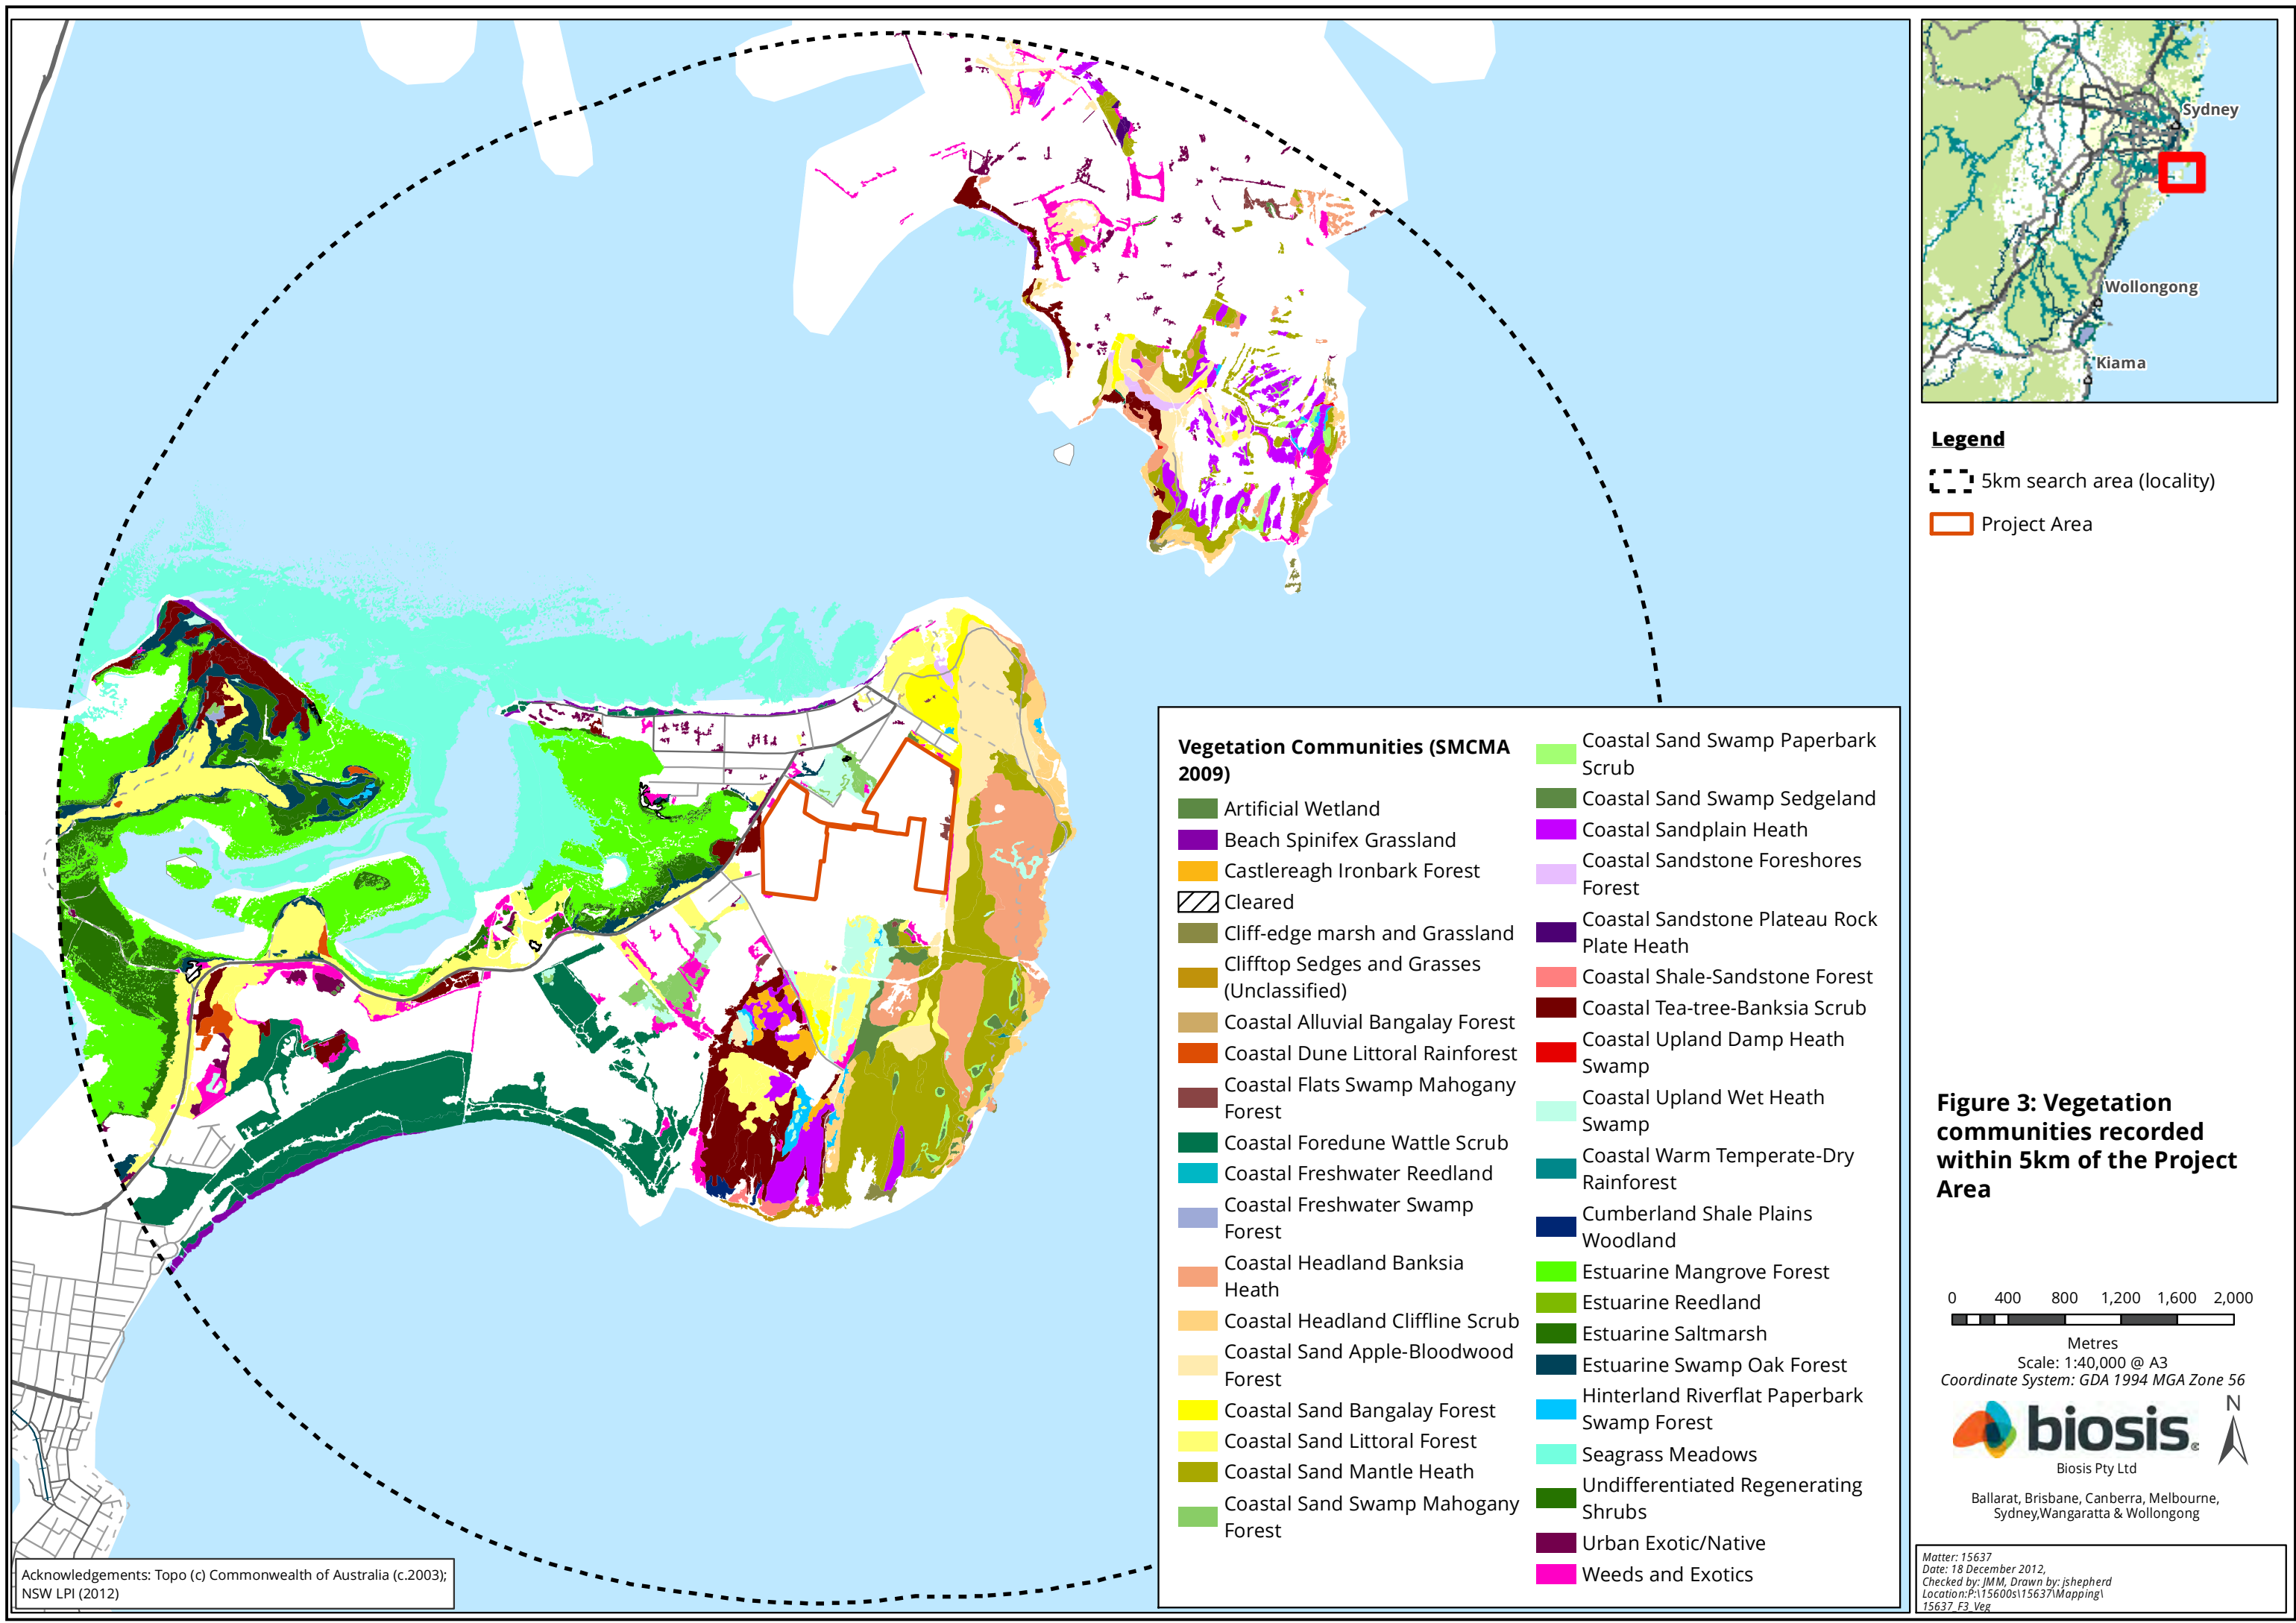 Sydney
Wollongong
Kiama
Legend
5km search area (locality)
Project Area
Vegetation Communities (SMCMA
2009)
Artificial Wetland
Beach Spinifex Grassland
Castlereagh Ironbark Forest
Cleared
Cliff-edge marsh and Grassland
Clifftop Sedges and Grasses
(Unclassified)
Coastal Alluvial Bangalay Forest
Coastal Dune Littoral Rainforest
Coastal Flats Swamp Mahogany
Forest
Coastal Foredune Wattle Scrub
Coastal Freshwater Reedland
Coastal Freshwater Swamp
Forest
Coastal Headland Banksia
Heath
Coastal Headland Cliffline Scrub
Coastal Sand Apple-Bloodwood
Forest
Coastal Sand Bangalay Forest
Coastal Sand Littoral Forest
Coastal Sand Mantle Heath
Coastal Sand Swamp Mahogany
Forest
Coastal Sand Swamp Paperbark
Scrub
Coastal Sand Swamp Sedgeland
Coastal Sandplain Heath
Coastal Sandstone Foreshores
Forest
Coastal Sandstone Plateau Rock
Plate Heath
Coastal Shale-Sandstone Forest
Coastal Tea-tree-Banksia Scrub
Coastal Upland Damp Heath
Swamp
Coastal Upland Wet Heath
Swamp
Coastal Warm Temperate-Dry
Rainforest
Cumberland Shale Plains
Woodland
Estuarine Mangrove Forest
Estuarine Reedland
Estuarine Saltmarsh
Estuarine Swamp Oak Forest
Hinterland Riverflat Paperbark
Swamp Forest
Seagrass Meadows
Undifferentiated Regenerating
Shrubs
Urban Exotic/Native
Weeds and Exotics
Figure 3: Vegetation
communities recorded
within 5km of the Project
Area
0 400 800 1,200 1,600 2,000
Metres
Scale: 1:40,000 @ A3
Coordinate System: GDA 1994 MGA Zone 56
N
biosis
Biosis Pty Ltd
Ballarat, Brisbane, Canberra, Melbourne,
Sydney,Wangaratta & Wollongong
Matter: 15637
Date: 18 December 2012,
Checked by: JMM, Drawn by: jshepherd
Location:P:\15600s\15637\Mapping\
15637_F3_Veg
Acknowledgements: Topo (c) Commonwealth of Australia (c.2003);
NSW LPI (2012)